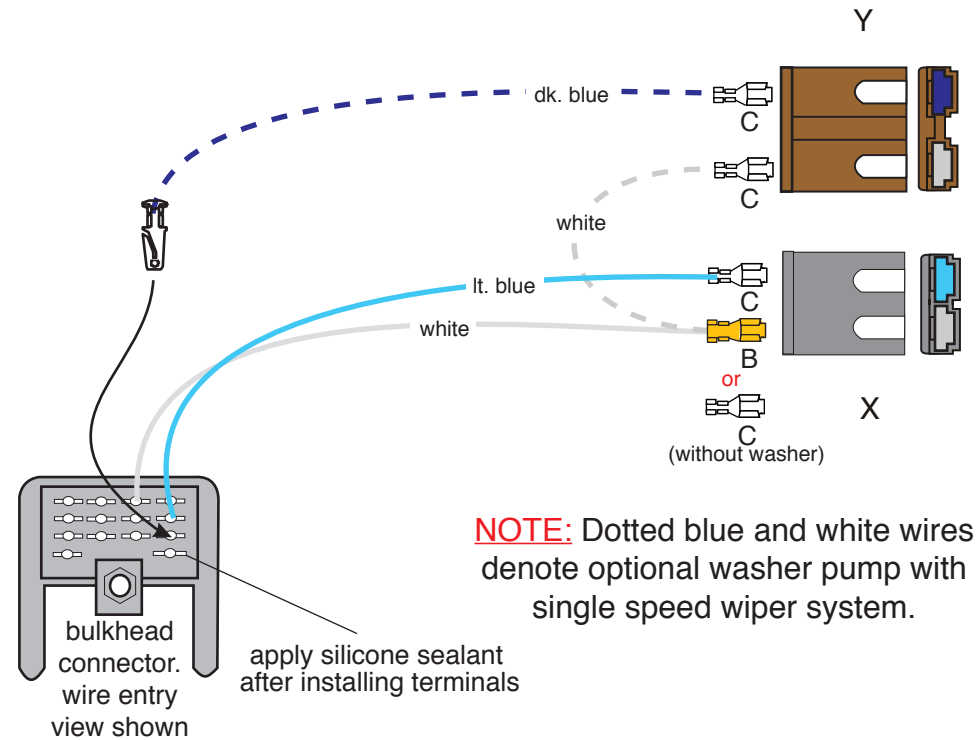 Y
dk. blue
C
C
white
lt. blue
C
white
B
or
C
(without washer)
X
NOTE: Dotted blue and white wires
denote optional washer pump with
single speed wiper system.
bulkhead
connector.
wire entry
view shown
apply silicone sealant
after installing terminals